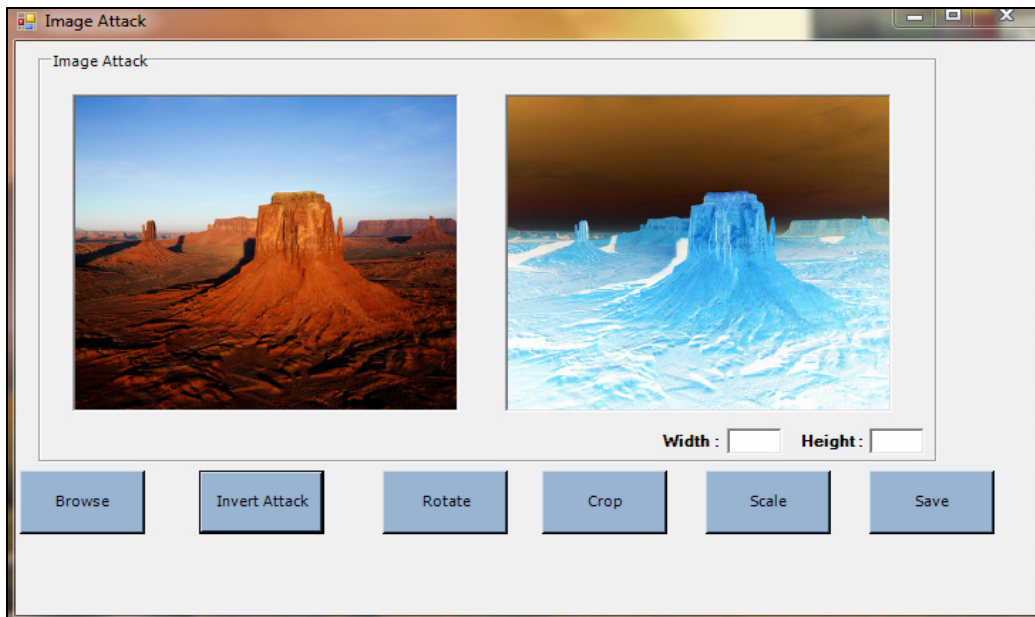 Image Attack
Image Attack
Width : Height :
Browse Invert Attack Rotate Crop Scale Save